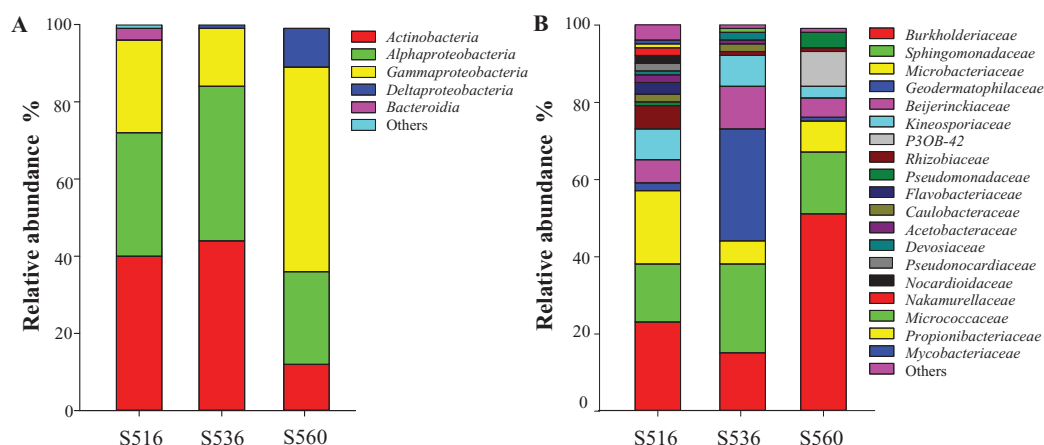 A
Relative abundance %
100
80
60
40
20
0
S516
S536
S560
Actinobacteria
Alphaproteobacteria
Gammaproteobacteria
Deltaproteobacteria
Bacteroidia
Others
B
Relative abundance %
100
80
60
40
20
0
S516
S536
S560
Burkholderiaceae
Sphingomonadaceae
Microbacteriaceae
Geodermatophilaceae
Beijerinckiaceae
Kineosporiaceae
P3OB-42
Rhizobiaceae
Pseudomonadaceae
Flavobacteriaceae
Caulobacteraceae
Acetobacteraceae
Devosiaceae
Pseudonocardiaceae
Nocardioidaceae
Nakamurellaceae
Micrococcaceae
Propionibacteriaceae
Mycobacteriaceae
Others